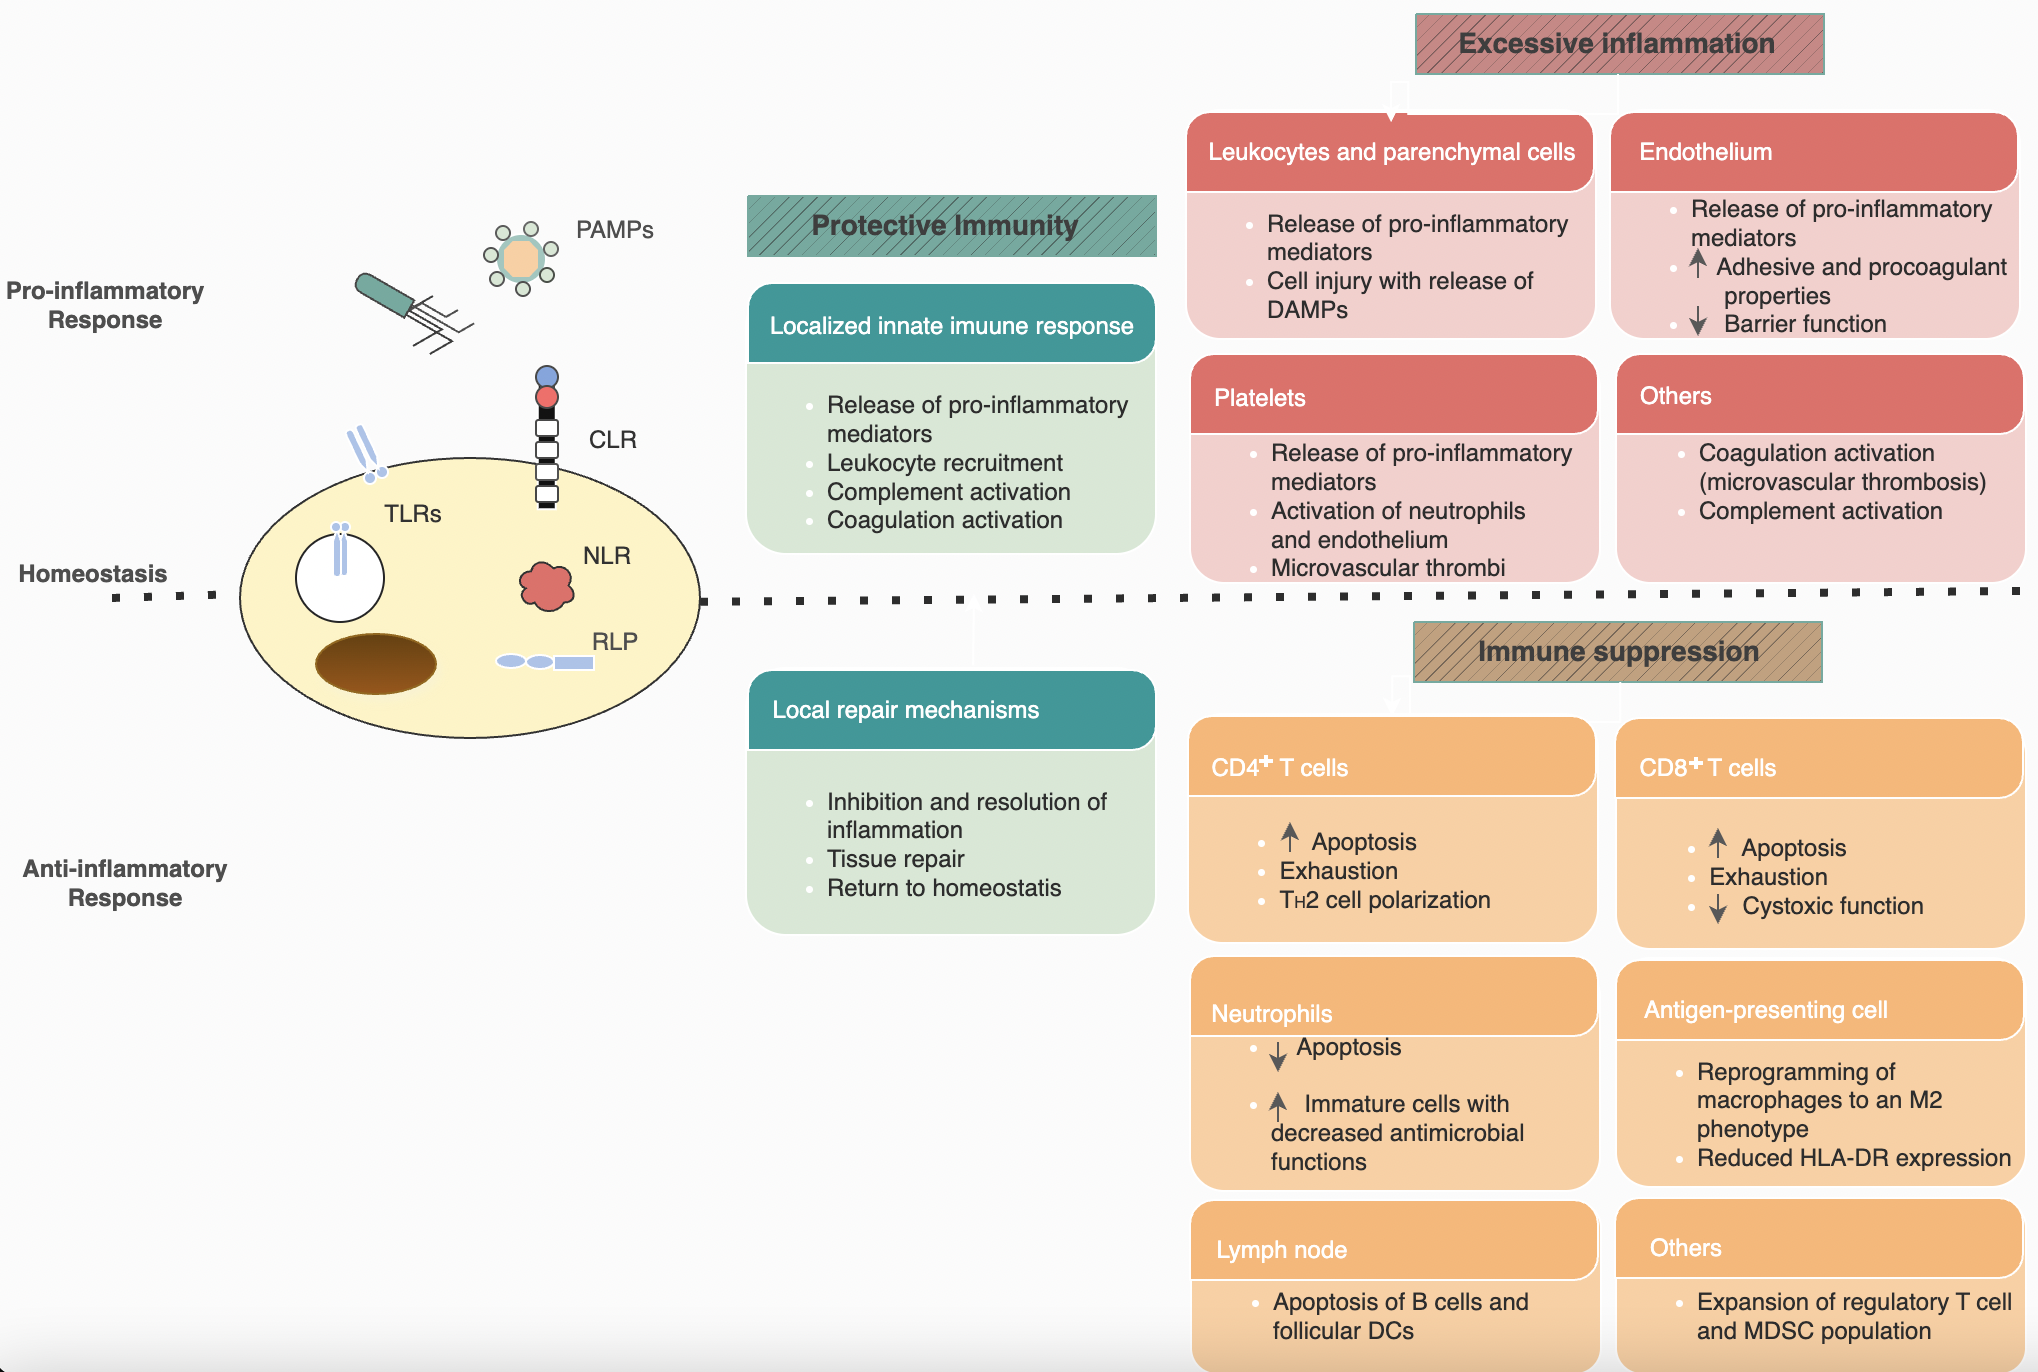 Pro-inflammatory
Response
Homeostasis
Anti-inflammatory
Response
PAMPs
CLR
TLRs
NLR
RLP
Protective Immunity
Localized innate imuune response
Release of pro-inflammatory
mediators
Leukocyte recruitment
Complement activation
Coagulation activation
Local repair mechanisms
Inhibition and resolution of
inflammation
Tissue repair
Return to homeostatis
Excessive inflammation
Leukocytes and parenchymal cells
Release of pro-inflammatory
mediators
Cell injury with release of
DAMPs
Endothelium
Release of pro-inflammatory
mediators
↑ Adhesive and procoagulant
properties
↓ Barrier function
Platelets
Release of pro-inflammatory
mediators
Activation of neutrophils
and endothelium
Microvascular thrombi
Others
Coagulation activation
(microvascular thrombosis)
Complement activation
Immune suppression
CD4+ T cells
↑ Apoptosis
Exhaustion
TH2 cell polarization
CD8+ T cells
↑ Apoptosis
Exhaustion
↓ Cystoxic function
Neutrophils
↓ Apoptosis
↑ Immature cells with
decreased antimicrobial
functions
Antigen-presenting cell
Reprogramming of
macrophages to an M2
phenotype
Reduced HLA-DR expression
Lymph node
Apoptosis of B cells and
follicular DCs
Others
Expansion of regulatory T cell
and MDSC population